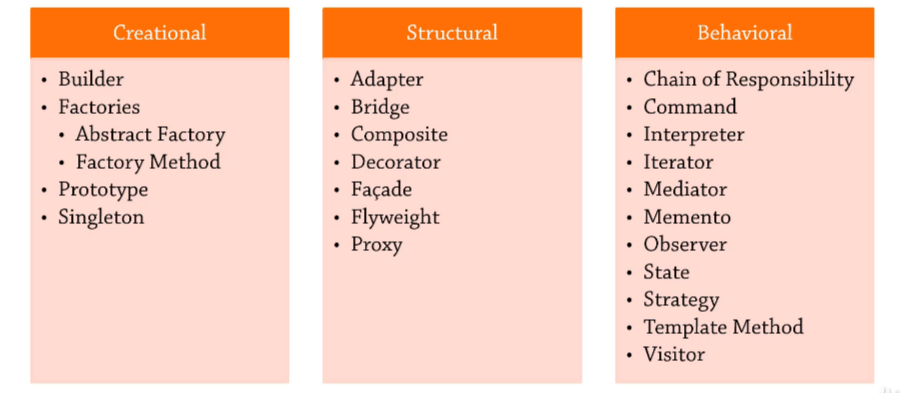 Creational
• Builder
• Factories
• Abstract Factory
• Factory Method
• Prototype
• Singleton
Structural
• Adapter
• Bridge
• Composite
• Decorator
• Façade
• Flyweight
• Proxy
Behavioral
• Chain of Responsibility
• Command
• Interpreter
• Iterator
• Mediator
• Memento
• Observer
• State
• Strategy
• Template Method
• Visitor